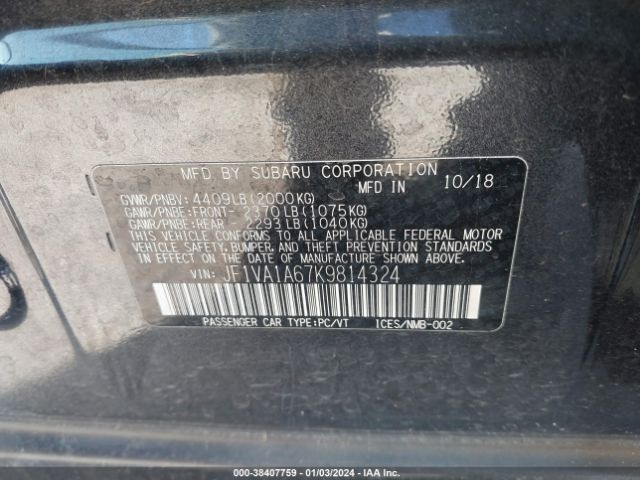 MFD. BY SUBARU CORPORATION
MFD IN 10/18
GVWR/PNBV: 4409LB(2000KG)
GAWR/PNBE:FRONT- 2370LB(1075KG)
GAWR/PNBE:REAR - 2293LB(1040KG)
THIS VEHICLE CONFORMS TO ALL APPLICABLE FEDERAL MOTOR
VEHICLE SAFETY, BUMPER, AND THEFT PREVENTION STANDARDS
IN EFFECT ON THE DATE OF MANUFACTURE SHOWN ABOVE.
VIN: JF1VA1A67K9814324
PASSENGER CAR TYPE:PC/VT ICES/NMB-002
000-38407759 - 01/03/2024 - IAA Inc.